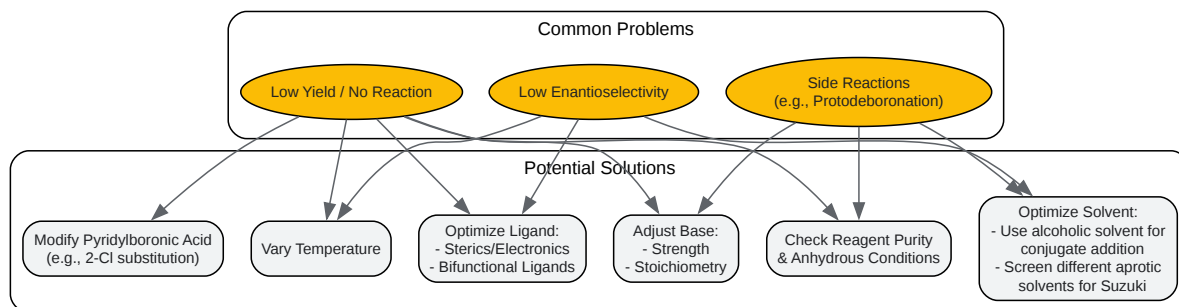 Common Problems
Low Yield / No Reaction
Low Enantioselectivity
Side Reactions
(e.g., Protodeboronation)
Potential Solutions
Modify Pyridylboronic Acid
(e.g., 2-Cl substitution)
Vary Temperature
Optimize Ligand:
- Sterics/Electronics
- Bifunctional Ligands
Adjust Base:
- Strength
- Stoichiometry
Check Reagent Purity
& Anhydrous Conditions
Optimize Solvent:
- Use alcoholic solvent for
conjugate addition
- Screen different aprotic
solvents for Suzuki